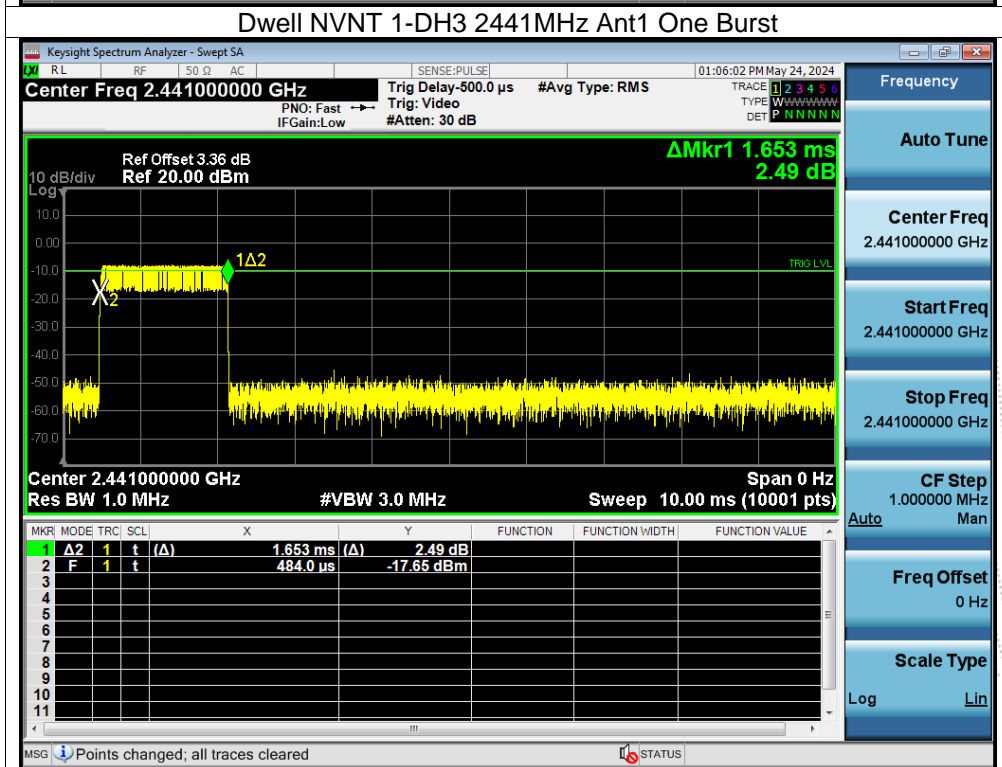 Dwell NVNT 1-DH3 2441MHz Ant1 One Burst
Keysight Spectrum Analyzer - Swept SA
LXI RL RF 50 Ω AC SENSE:PULSE 01:06:02 PM May 24, 2024
Center Freq 2.441000000 GHz Trig Delay-500.0 µs #Avg Type: RMS TRACE 1 2 3 4 5 6
PNO: Fast Trig: Video TYPE WWWWWW
IFGain:Low #Atten: 30 dB DET P N N N N N
Frequency
Auto Tune
Center Freq
2.441000000 GHz
Start Freq
2.441000000 GHz
Stop Freq
2.441000000 GHz
CF Step
1.000000 MHz
Auto Man
Freq Offset
0 Hz
Scale Type
Log Lin
ΔMkr1 1.653 ms
2.49 dB
Ref Offset 3.36 dB
10 dB/div Ref 20.00 dBm
Log
10.0
0.00
-10.0
-20.0
-30.0
-40.0
-50.0
-60.0
-70.0
1Δ2
TRIG LVL
2
Center 2.441000000 GHz Span 0 Hz
Res BW 1.0 MHz #VBW 3.0 MHz Sweep 10.00 ms (10001 pts)
MKR MODE TRC SCL X Y FUNCTION FUNCTION WIDTH FUNCTION VALUE
1 Δ2 1 t (Δ) 1.653 ms (Δ) 2.49 dB
2 F 1 t 484.0 µs -17.65 dBm
3
4
5
6
7
8
9
10
11
MSG Points changed; all traces cleared STATUS